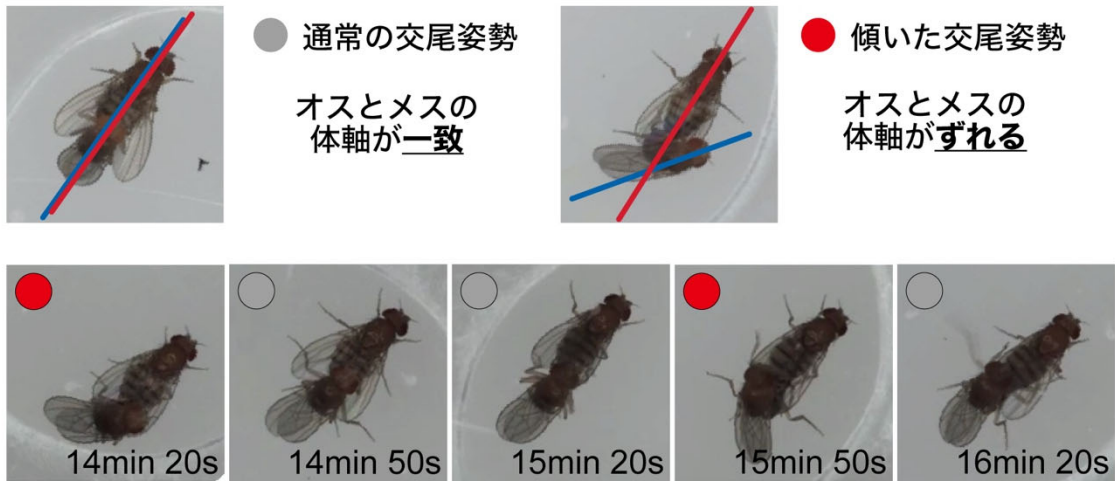 通常の交尾姿勢
オスとメスの
体軸が一致
傾いた交尾姿勢
オスとメスの
体軸がずれる
14min 20s
14min 50s
15min 20s
15min 50s
16min 20s